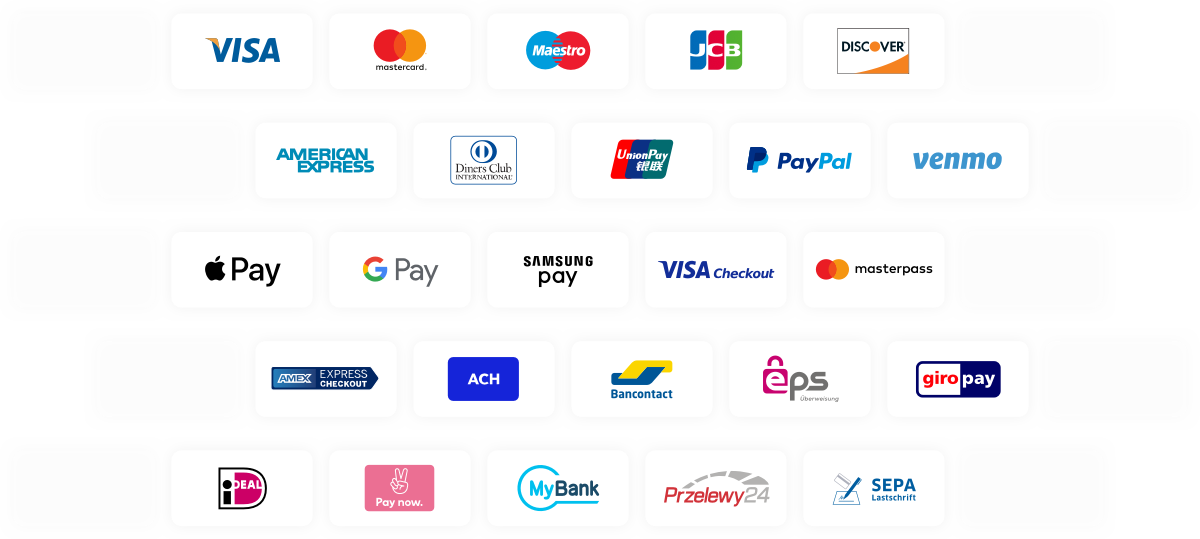 VISA
mastercard.
Maestro
JCB
DISCOVER
AMERICAN
EXPRESS
Diners Club
INTERNATIONAL
UnionPay
银联
PayPal
venmo
Pay
G Pay
SAMSUNG
pay
VISA Checkout
masterpass
AMEX
EXPRESS
CHECKOUT
ACH
Bancontact
eps
Überweisung
giropay
iDEAL
Pay now.
MyBank
Przelewy24
SEPA
Lastschrift